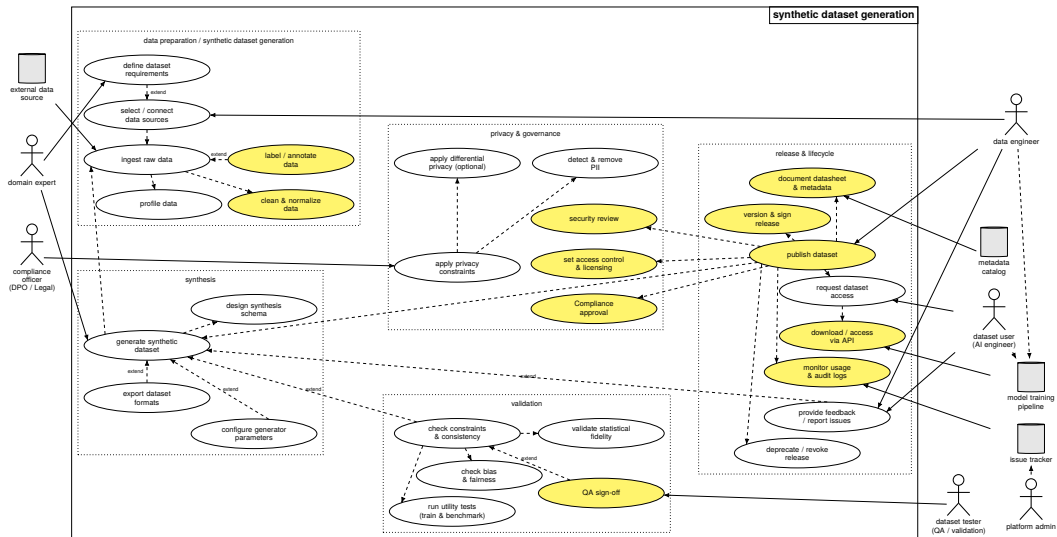 synthetic dataset generation
data preparation / synthetic dataset generation
define dataset
requirements
extend
select / connect
data sources
ingest raw data
extend
label / annotate
data
profile data
clean & normalize
data
external data
source
domain expert
compliance
officer
(DPO / Legal)
privacy & governance
apply differential
privacy (optional)
detect & remove
PII
security review
apply privacy
constraints
set access control
& licensing
Compliance
approval
release & lifecycle
document datasheet
& metadata
version & sign
release
publish dataset
request dataset
access
download / access
via API
monitor usage
& audit logs
provide feedback
/ report issues
deprecate / revoke
release
data engineer
metadata
catalog
dataset user
(AI engineer)
model training
pipeline
issue tracker
platform admin
dataset tester
(QA / validation)
synthesis
design synthesis
schema
generate synthetic
dataset
extend
export dataset
formats
extend
configure generator
parameters
extend
extend
validation
check constraints
& consistency
validate statistical
fidelity
extend
check bias
& fairness
QA sign-off
run utility tests
(train & benchmark)